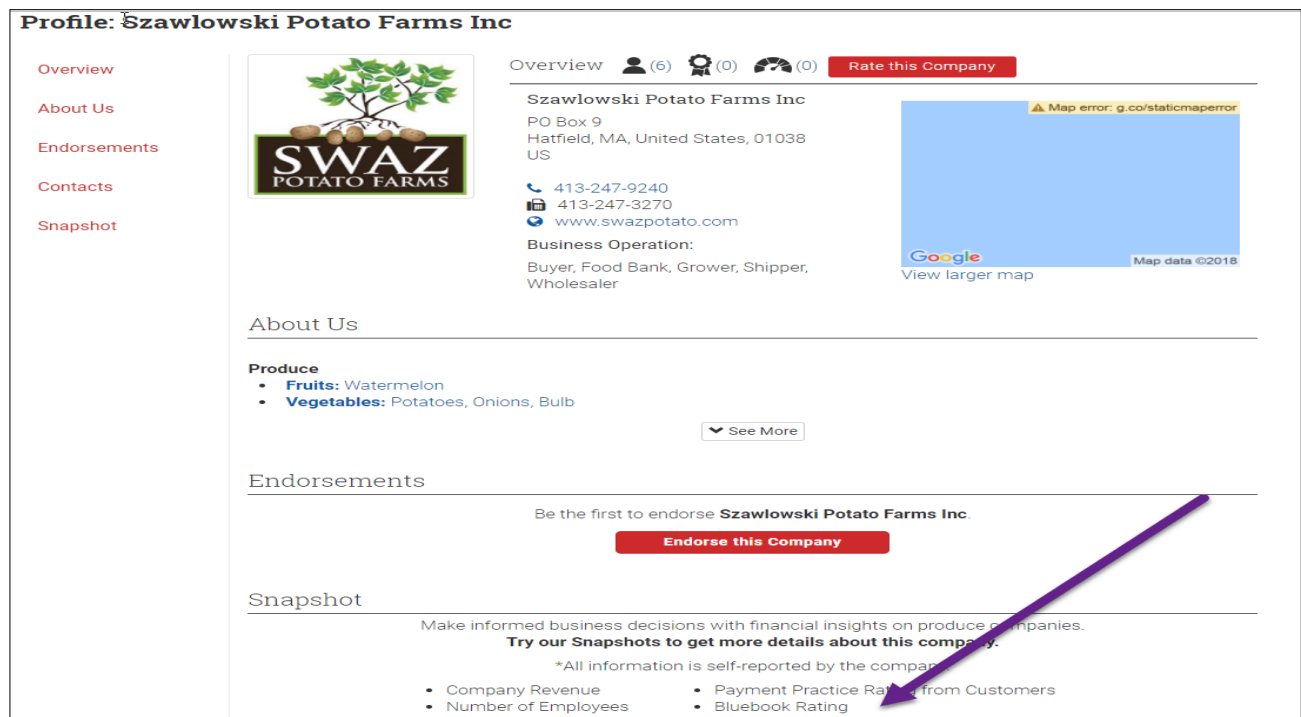 Profile: Szawlowski Potato Farms Inc
Overview
About Us
Endorsements
Contacts
Snapshot
SWAZ
POTATO FARMS
Overview (6) (0) (0) Rate this Company
Szawlowski Potato Farms Inc
PO Box 9
Hatfield, MA, United States, 01038
US
413-247-9240
413-247-3270
www.swazpotato.com
Business Operation:
Buyer, Food Bank, Grower, Shipper,
Wholesaler
Map error: g.co/staticmaperror
Google
Map data ©2018
View larger map
About Us
Produce
• Fruits: Watermelon
• Vegetables: Potatoes, Onions, Bulb
See More
Endorsements
Be the first to endorse Szawlowski Potato Farms Inc.
Endorse this Company
Snapshot
Make informed business decisions with financial insights on produce companies.
Try our Snapshots to get more details about this company.
*All information is self-reported by the company
• Company Revenue
• Number of Employees
• Payment Practice Rating from Customers
• Bluebook Rating